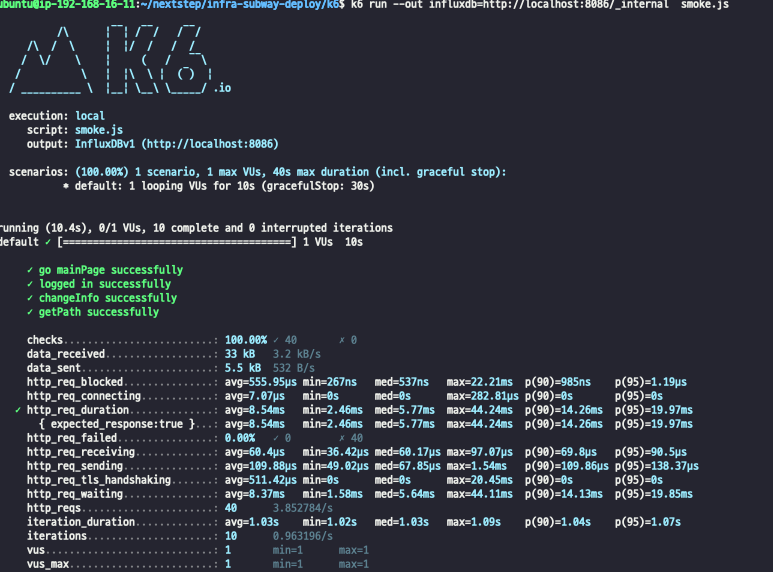 ubuntu@ip-192-168-16-11:~/nextstep/infra-subway-deploy/k6$ k6 run --out influxdb=http://localhost:8086/_internal  smoke.js

          /\      |‾‾| /‾‾/   /‾‾/
     /\  /  \     |  |/  /   /  /
    /  \/    \    |     (   /   ‾‾\
   /          \   |  |\  \ |  (‾)  |
  / __________ \  |__| \__\ \_____/ .io

  execution: local
     script: smoke.js
     output: InfluxDBv1 (http://localhost:8086)

  scenarios: (100.00%) 1 scenario, 1 max VUs, 40s max duration (incl. graceful stop):
           * default: 1 looping VUs for 10s (gracefulStop: 30s)

running (10.4s), 0/1 VUs, 10 complete and 0 interrupted iterations
default ✓ [======================================] 1 VUs  10s

     ✓ go mainPage successfully
     ✓ logged in successfully
     ✓ changeInfo successfully
     ✓ getPath successfully

     checks.........................: 100.00% ✓ 40       ✗ 0
     data_received..................: 33 kB   3.2 kB/s
     data_sent......................: 5.5 kB  532 B/s
     http_req_blocked...............: avg=555.95µs min=267ns   med=537ns   max=22.21ms  p(90)=985ns    p(95)=1.19µs
     http_req_connecting............: avg=7.07µs   min=0s      med=0s      max=282.81µs p(90)=0s       p(95)=0s
   ✓ http_req_duration..............: avg=8.54ms   min=2.46ms  med=5.77ms  max=44.24ms  p(90)=14.26ms  p(95)=19.97ms
       { expected_response:true }...: avg=8.54ms   min=2.46ms  med=5.77ms  max=44.24ms  p(90)=14.26ms  p(95)=19.97ms
     http_req_failed................: 0.00%   ✓ 0        ✗ 40
     http_req_receiving.............: avg=60.4µs   min=36.42µs med=60.17µs max=97.07µs  p(90)=69.8µs   p(95)=90.5µs
     http_req_sending...............: avg=109.88µs min=49.02µs med=67.85µs max=1.54ms   p(90)=109.86µs p(95)=138.37µs
     http_req_tls_handshaking.......: avg=511.42µs min=0s      med=0s      max=20.45ms  p(90)=0s       p(95)=0s
     http_req_waiting...............: avg=8.37ms   min=1.58ms  med=5.64ms  max=44.11ms  p(90)=14.13ms  p(95)=19.85ms
     http_reqs......................: 40      3.852784/s
     iteration_duration.............: avg=1.03s    min=1.02s   med=1.03s   max=1.09s    p(90)=1.04s    p(95)=1.07s
     iterations.....................: 10      0.963196/s
     vus............................: 1       min=1      max=1
     vus_max........................: 1       min=1      max=1